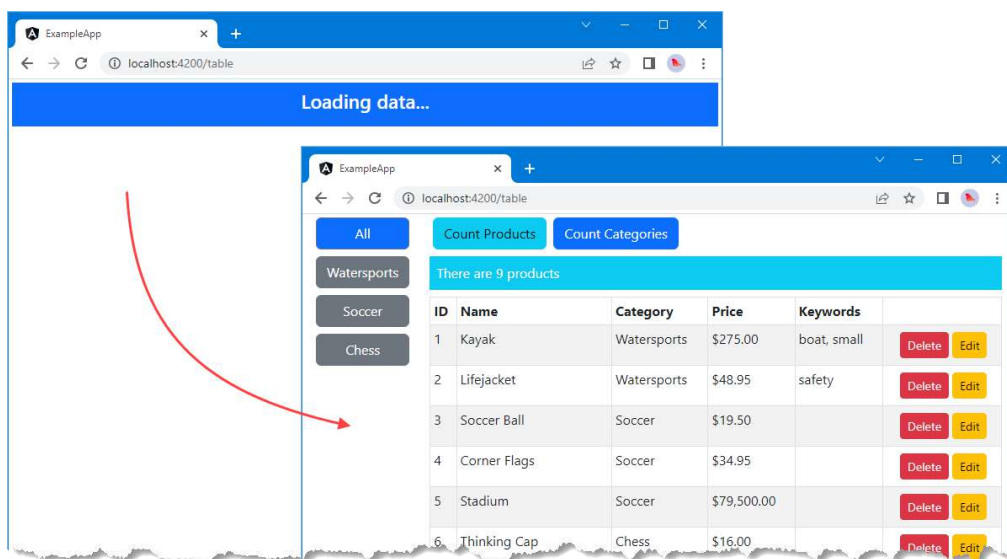 ExampleApp
localhost:4200/table
Loading data...
ExampleApp
localhost:4200/table
All
Count Products Count Categories
Watersports
There are 9 products
Soccer
Chess
ID Name Category Price Keywords
1 Kayak Watersports $275.00 boat, small Delete Edit
2 Lifejacket Watersports $48.95 safety Delete Edit
3 Soccer Ball Soccer $19.50 Delete Edit
4 Corner Flags Soccer $34.95 Delete Edit
5 Stadium Soccer $79,500.00 Delete Edit
6 Thinking Cap Chess $16.00 Delete Edit